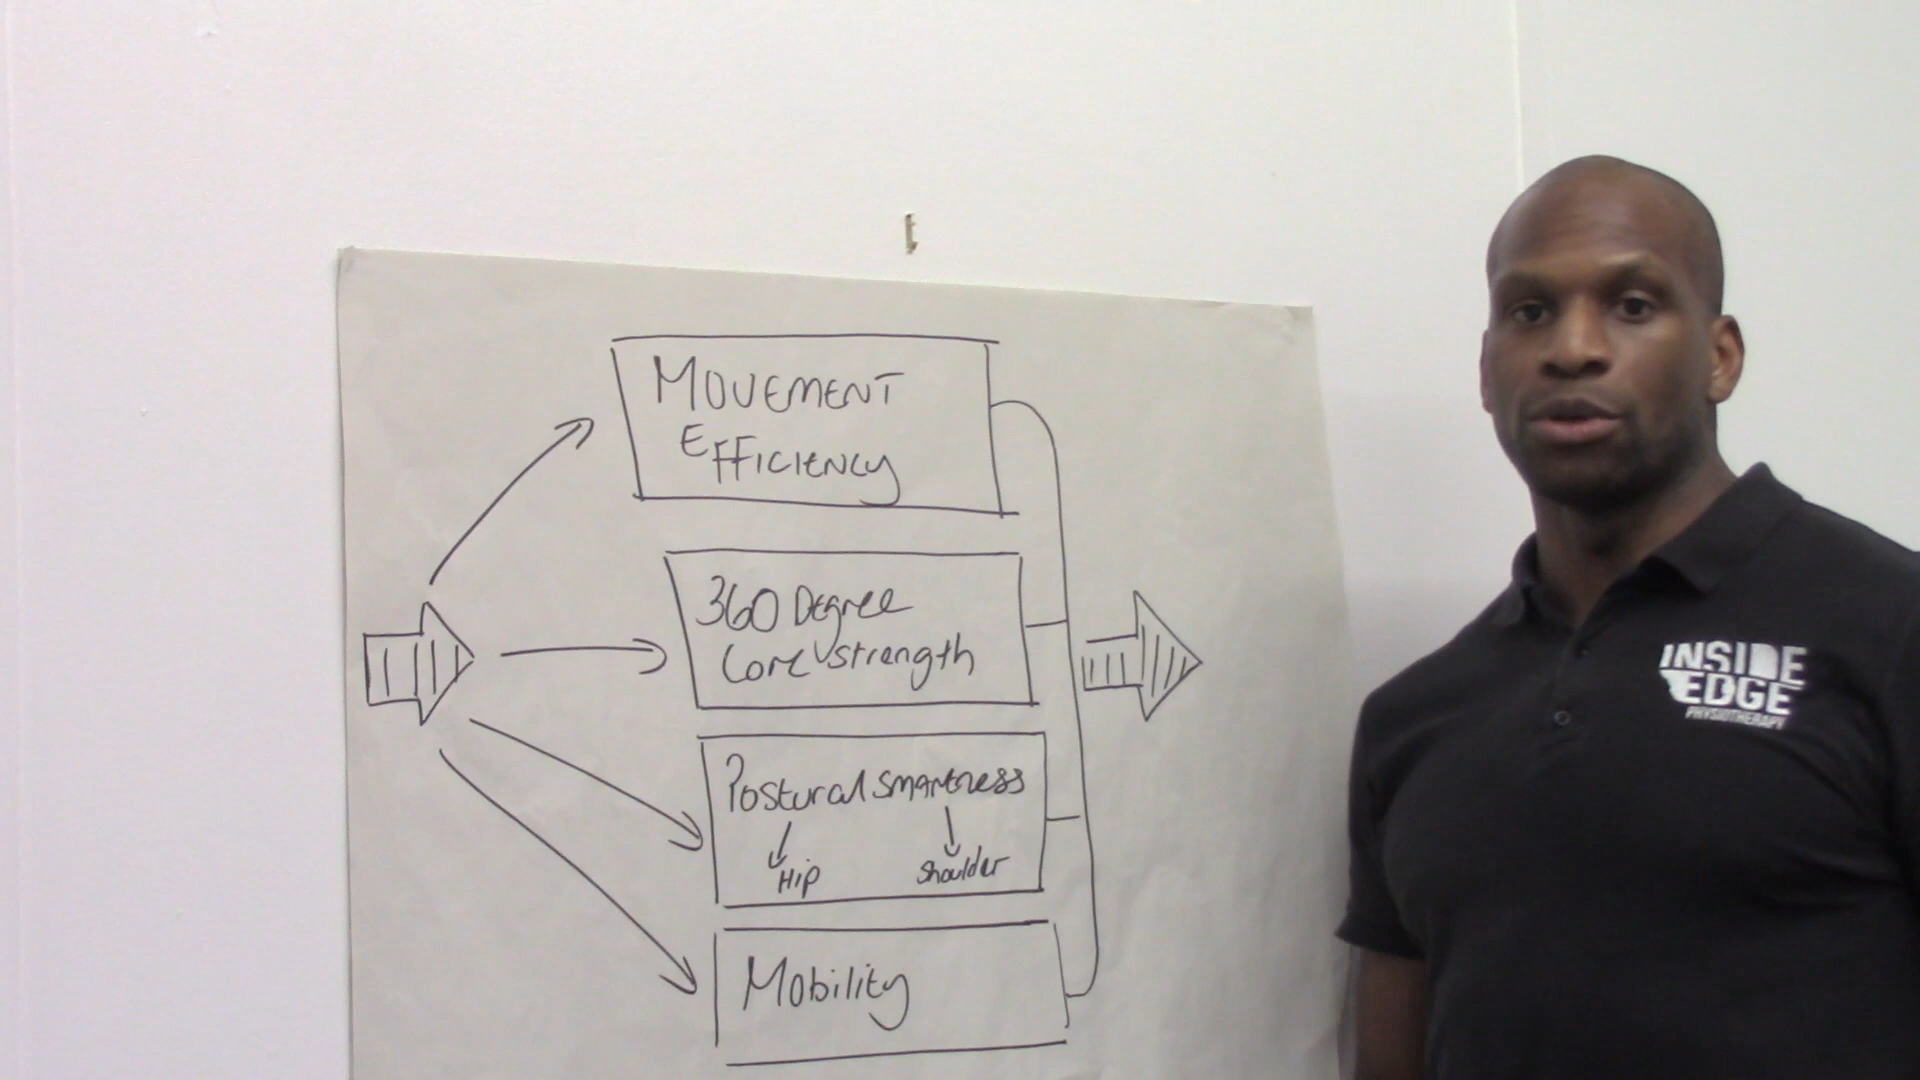 MOVEMENT
EFFICIENCY
360 Degree
Core strength
Postural SMARTNESS
Hip
Shoulder
Mobility
INSIDE
EDGE
PHYSIOTHERAPY